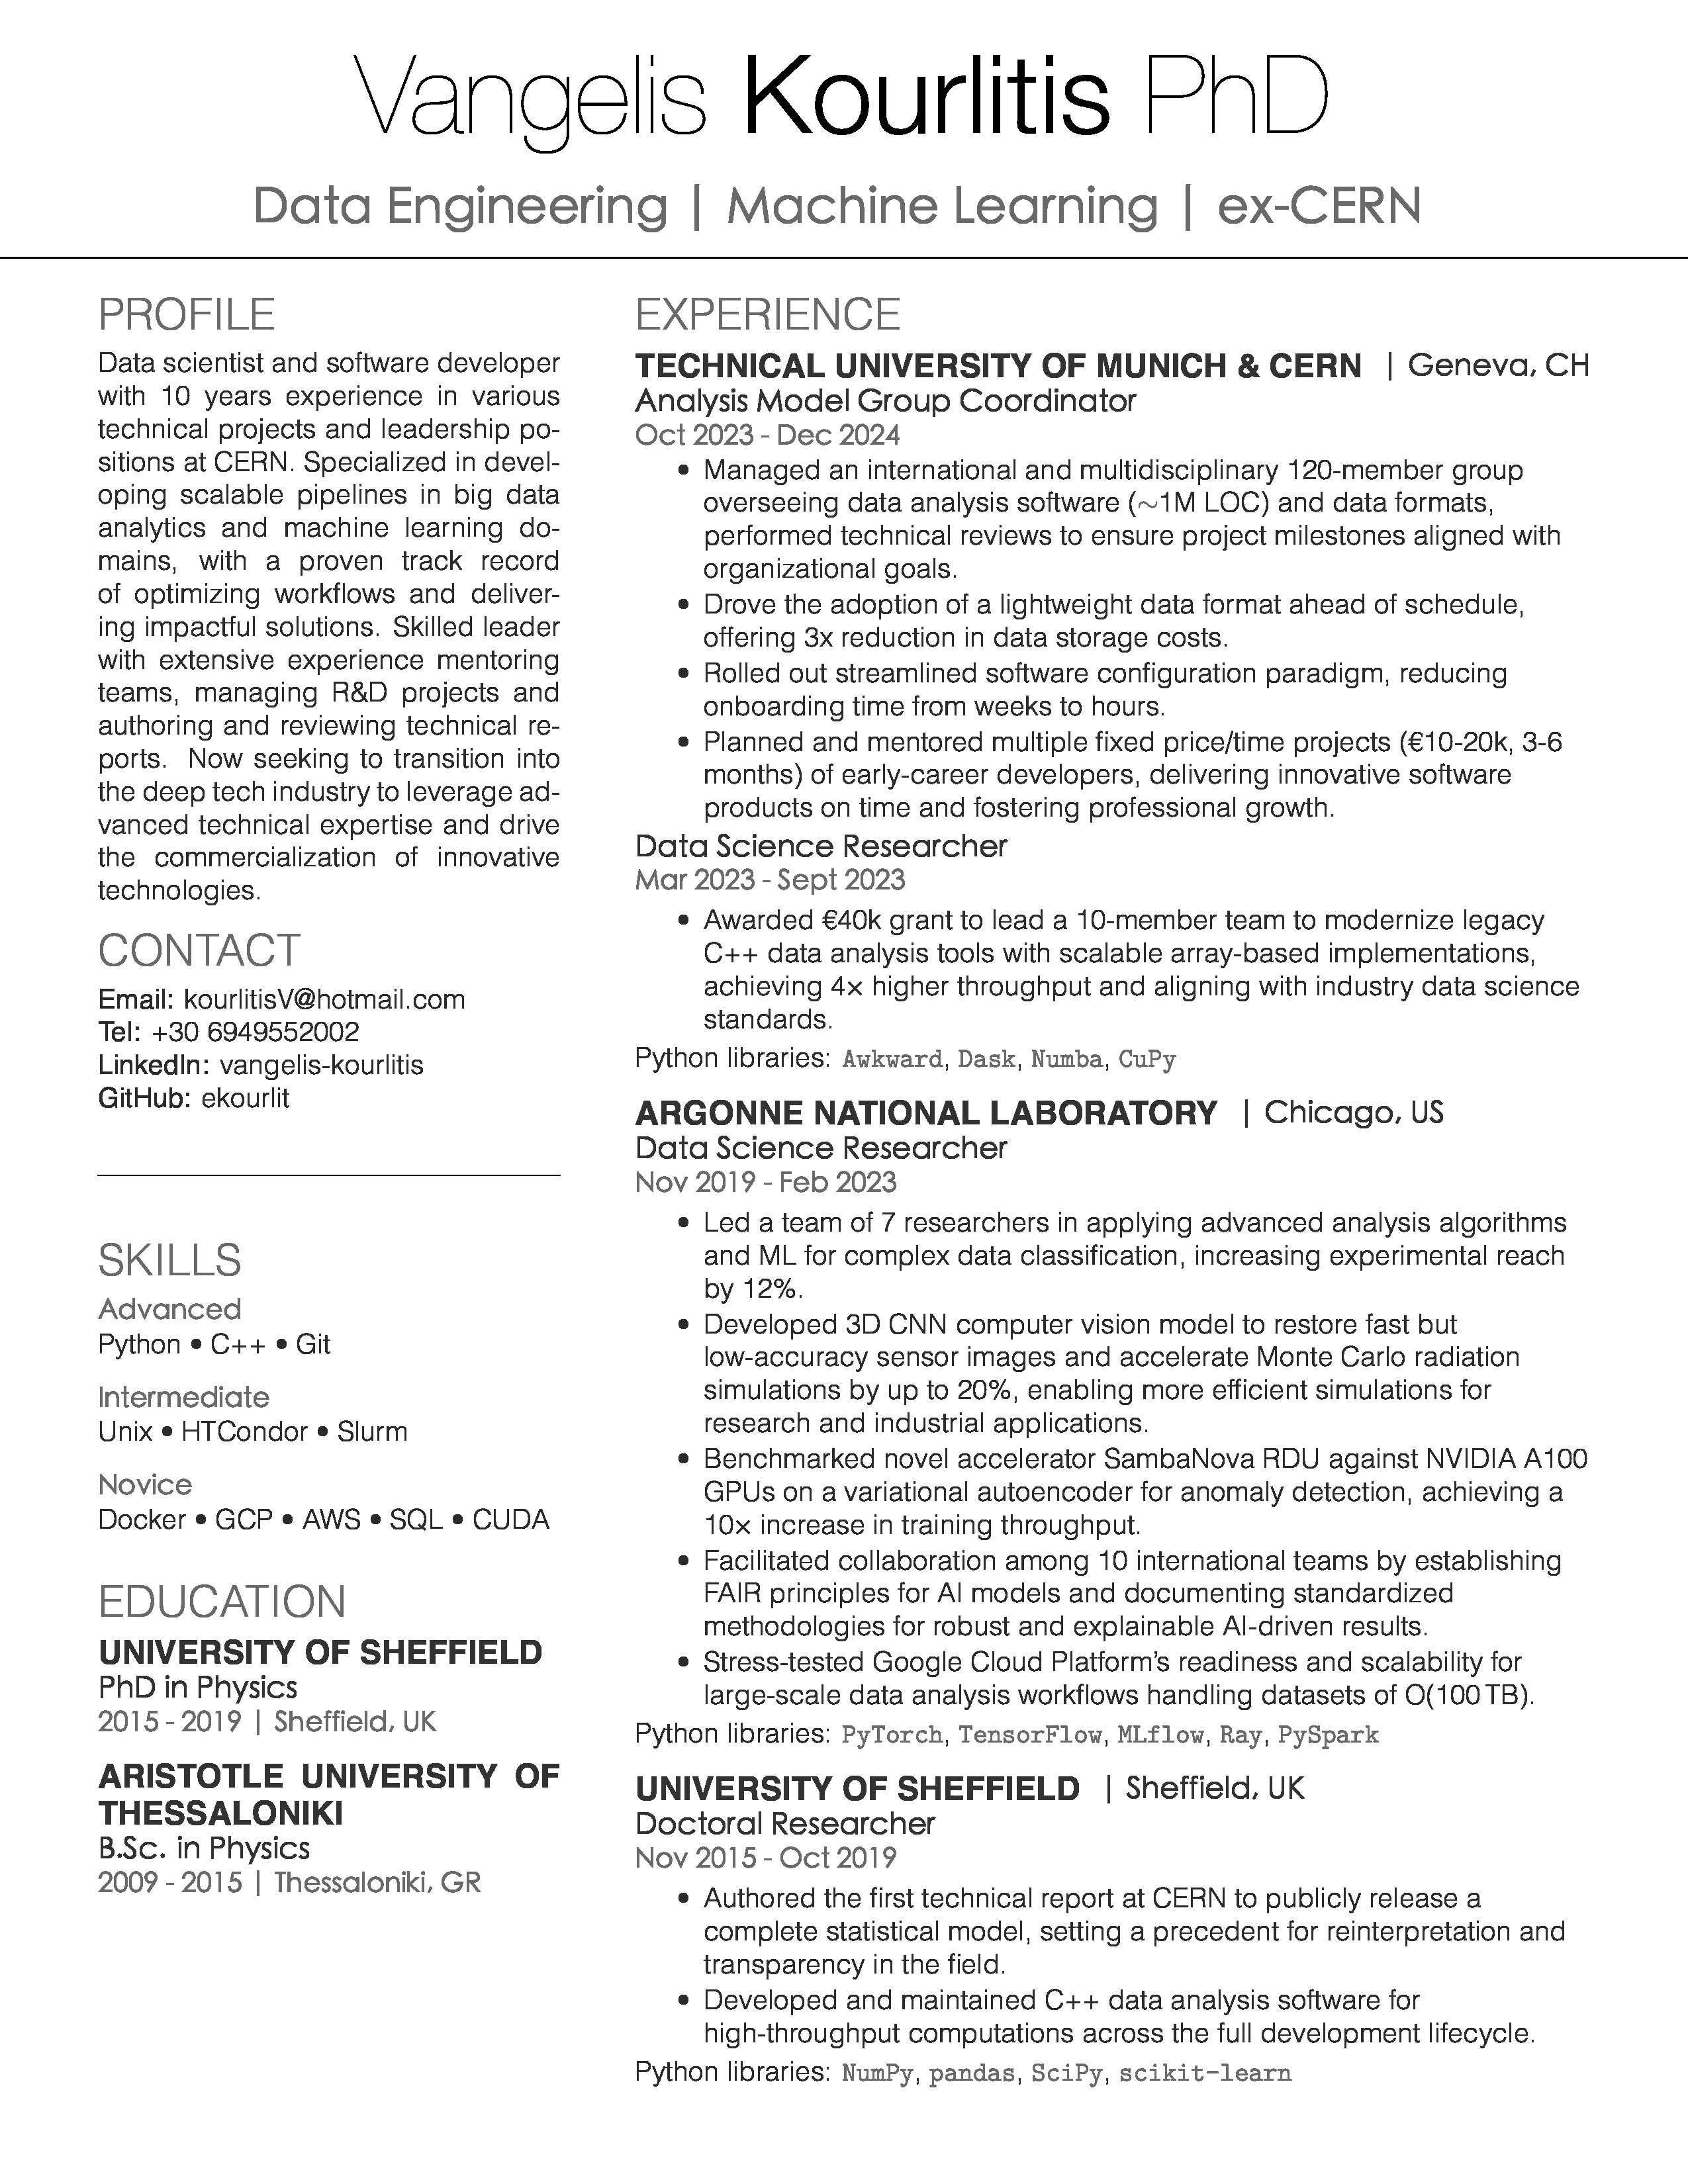 Vangelis Kourlitis PhD
Data Engineering | Machine Learning | ex-CERN
PROFILE
Data scientist and software developer
with 10 years experience in various
technical projects and leadership po-
sitions at CERN. Specialized in devel-
oping scalable pipelines in big data
analytics and machine learning do-
mains, with a proven track record
of optimizing workflows and deliver-
ing impactful solutions. Skilled leader
with extensive experience mentoring
teams, managing R&D projects and
authoring and reviewing technical re-
ports. Now seeking to transition into
the deep tech industry to leverage ad-
vanced technical expertise and drive
the commercialization of innovative
technologies.
CONTACT
Email: kourlitisV@hotmail.com
Tel: +30 6949552002
LinkedIn: vangelis-kourlitis
GitHub: ekourlit
SKILLS
Advanced
Python • C++ • Git
Intermediate
Unix • HTCondor • Slurm
Novice
Docker • GCP • AWS • SQL • CUDA
EDUCATION
UNIVERSITY OF SHEFFIELD
PhD in Physics
2015 - 2019 | Sheffield, UK
ARISTOTLE UNIVERSITY OF
THESSALONIKI
B.Sc. in Physics
2009 - 2015 | Thessaloniki, GR
EXPERIENCE
TECHNICAL UNIVERSITY OF MUNICH & CERN | Geneva, CH
Analysis Model Group Coordinator
Oct 2023 - Dec 2024
• Managed an international and multidisciplinary 120-member group
overseeing data analysis software (∼1M LOC) and data formats,
performed technical reviews to ensure project milestones aligned with
organizational goals.
• Drove the adoption of a lightweight data format ahead of schedule,
offering 3x reduction in data storage costs.
• Rolled out streamlined software configuration paradigm, reducing
onboarding time from weeks to hours.
• Planned and mentored multiple fixed price/time projects (€10-20k, 3-6
months) of early-career developers, delivering innovative software
products on time and fostering professional growth.
Data Science Researcher
Mar 2023 - Sept 2023
• Awarded €40k grant to lead a 10-member team to modernize legacy
C++ data analysis tools with scalable array-based implementations,
achieving 4× higher throughput and aligning with industry data science
standards.
Python libraries: Awkward, Dask, Numba, CuPy
ARGONNE NATIONAL LABORATORY | Chicago, US
Data Science Researcher
Nov 2019 - Feb 2023
• Led a team of 7 researchers in applying advanced analysis algorithms
and ML for complex data classification, increasing experimental reach
by 12%.
• Developed 3D CNN computer vision model to restore fast but
low-accuracy sensor images and accelerate Monte Carlo radiation
simulations by up to 20%, enabling more efficient simulations for
research and industrial applications.
• Benchmarked novel accelerator SambaNova RDU against NVIDIA A100
GPUs on a variational autoencoder for anomaly detection, achieving a
10× increase in training throughput.
• Facilitated collaboration among 10 international teams by establishing
FAIR principles for AI models and documenting standardized
methodologies for robust and explainable AI-driven results.
• Stress-tested Google Cloud Platform's readiness and scalability for
large-scale data analysis workflows handling datasets of O(100 TB).
Python libraries: PyTorch, TensorFlow, MLflow, Ray, PySpark
UNIVERSITY OF SHEFFIELD | Sheffield, UK
Doctoral Researcher
Nov 2015 - Oct 2019
• Authored the first technical report at CERN to publicly release a
complete statistical model, setting a precedent for reinterpretation and
transparency in the field.
• Developed and maintained C++ data analysis software for
high-throughput computations across the full development lifecycle.
Python libraries: NumPy, pandas, SciPy, scikit-learn